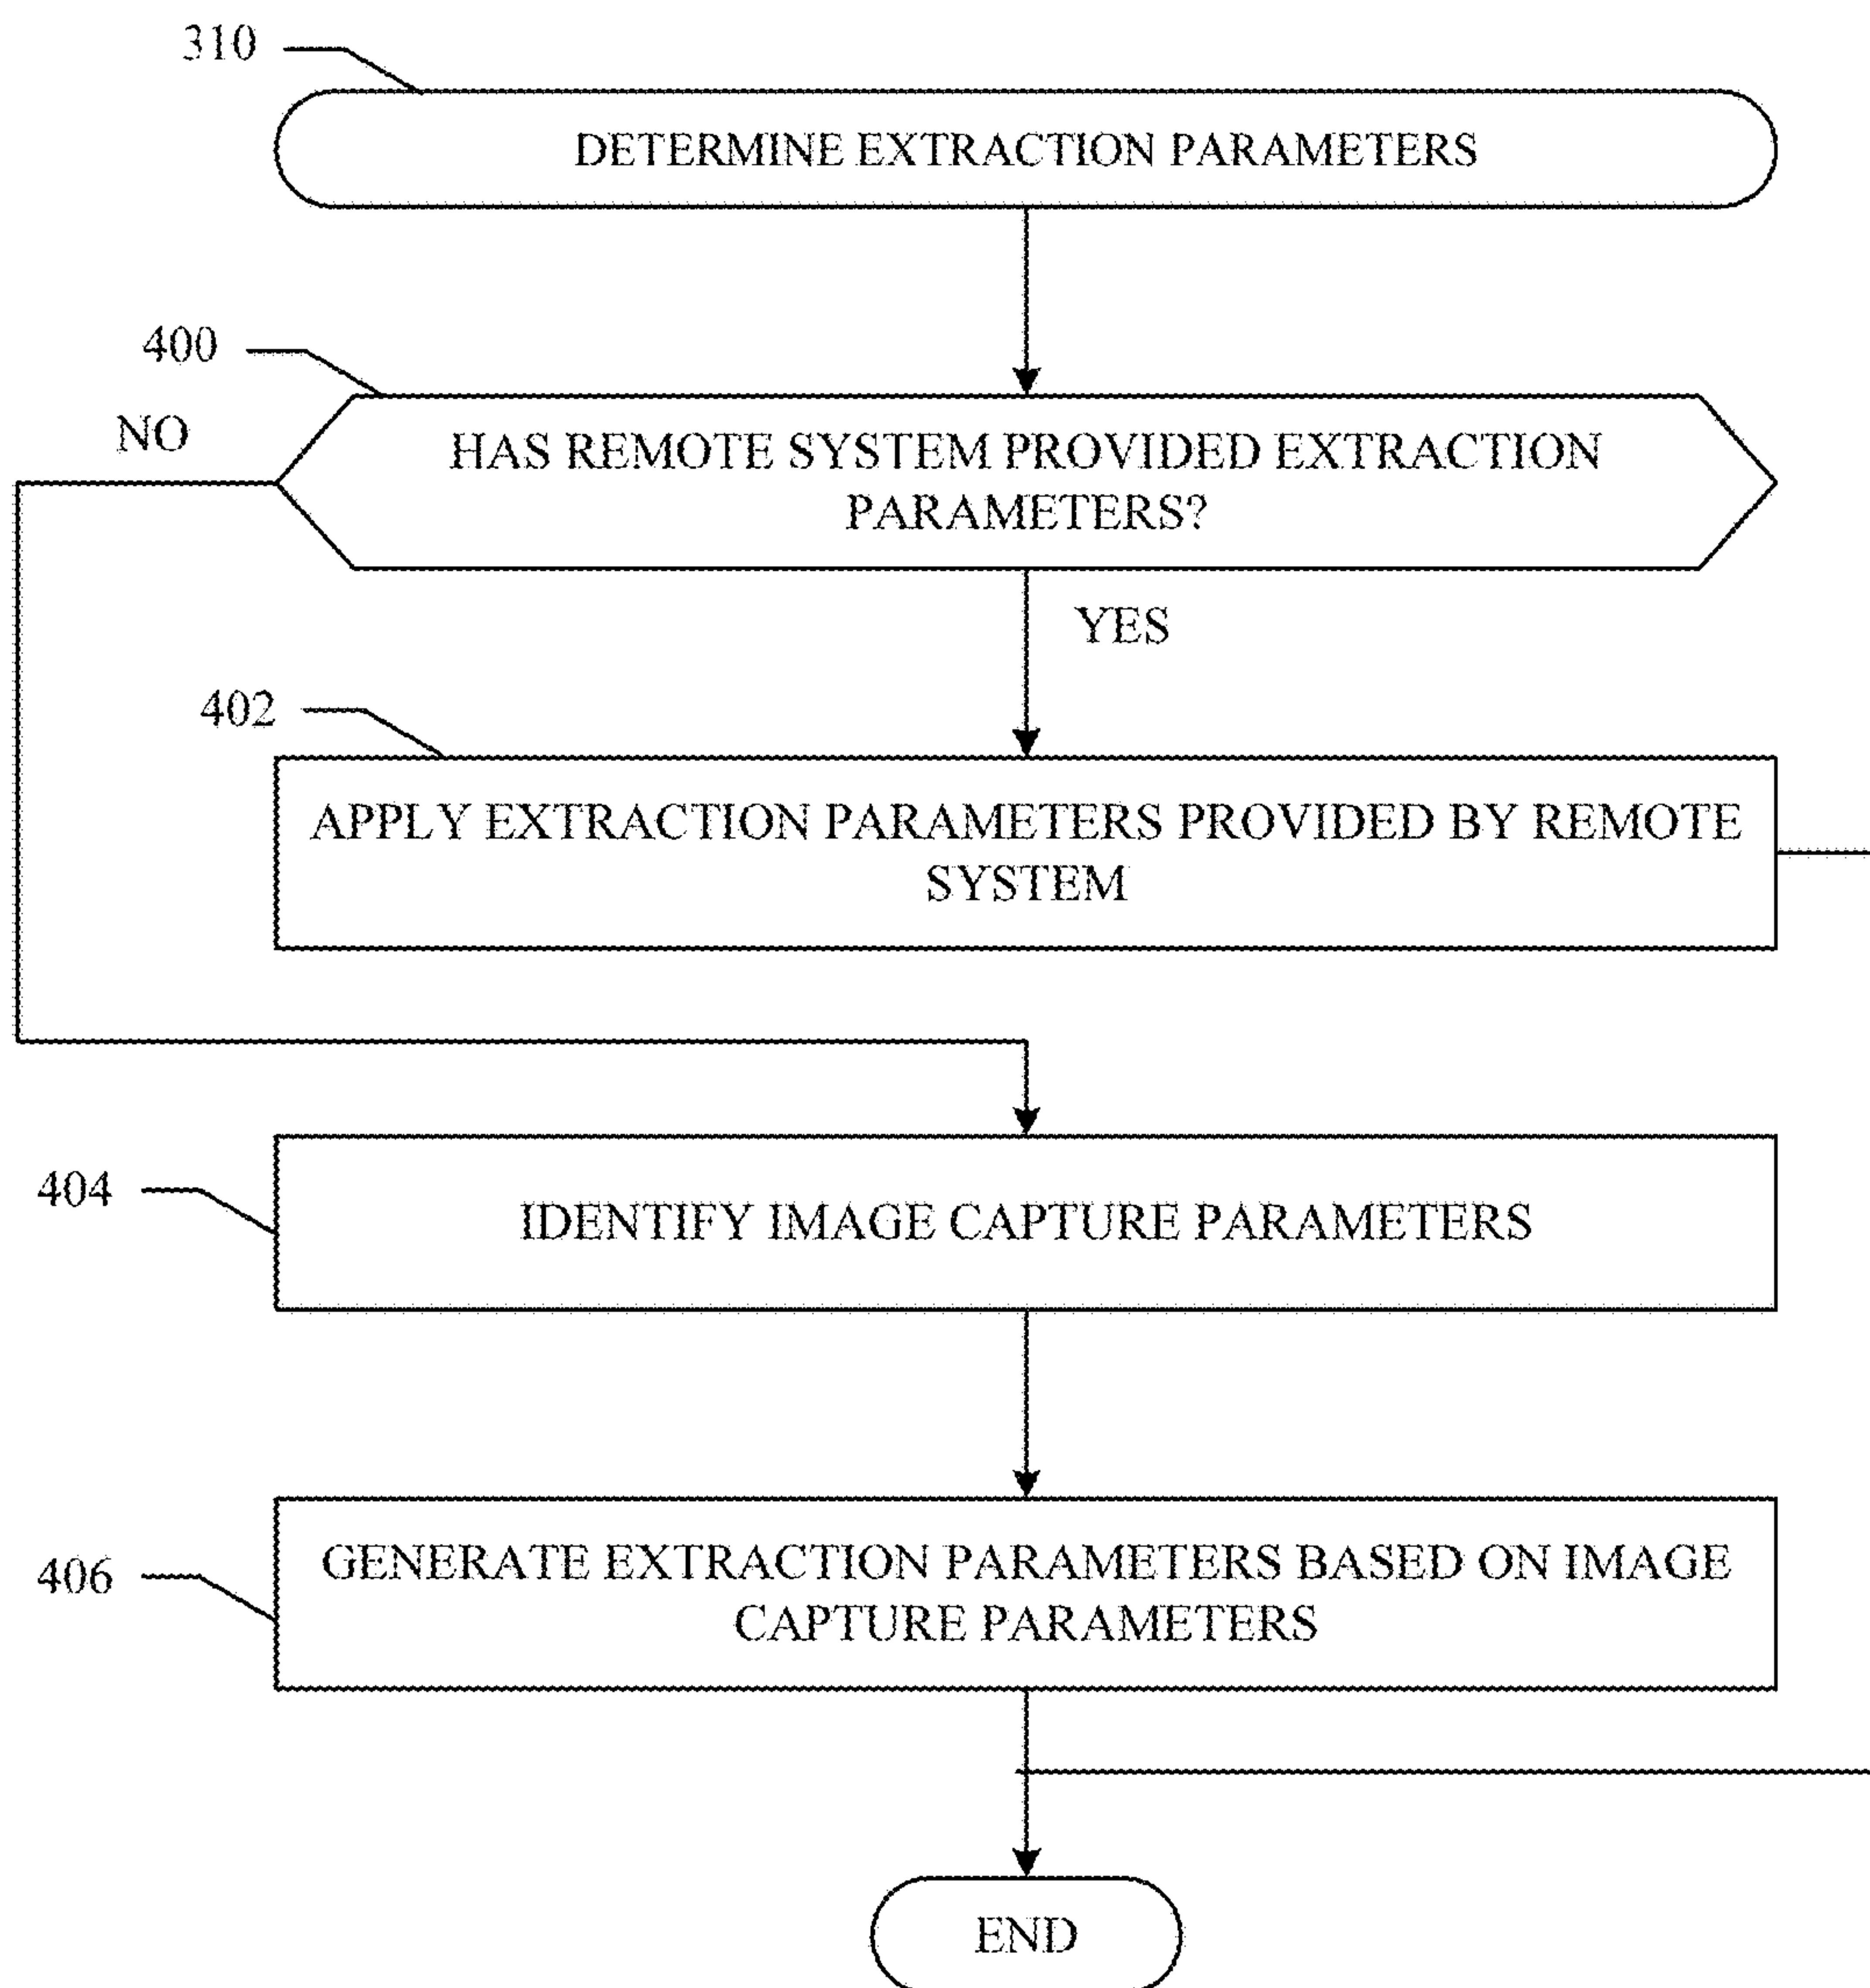 310
DETERMINE EXTRACTION PARAMETERS
400
NO
HAS REMOTE SYSTEM PROVIDED EXTRACTION
PARAMETERS?
YES
402
APPLY EXTRACTION PARAMETERS PROVIDED BY REMOTE
SYSTEM
404
IDENTIFY IMAGE CAPTURE PARAMETERS
406
GENERATE EXTRACTION PARAMETERS BASED ON IMAGE
CAPTURE PARAMETERS
END